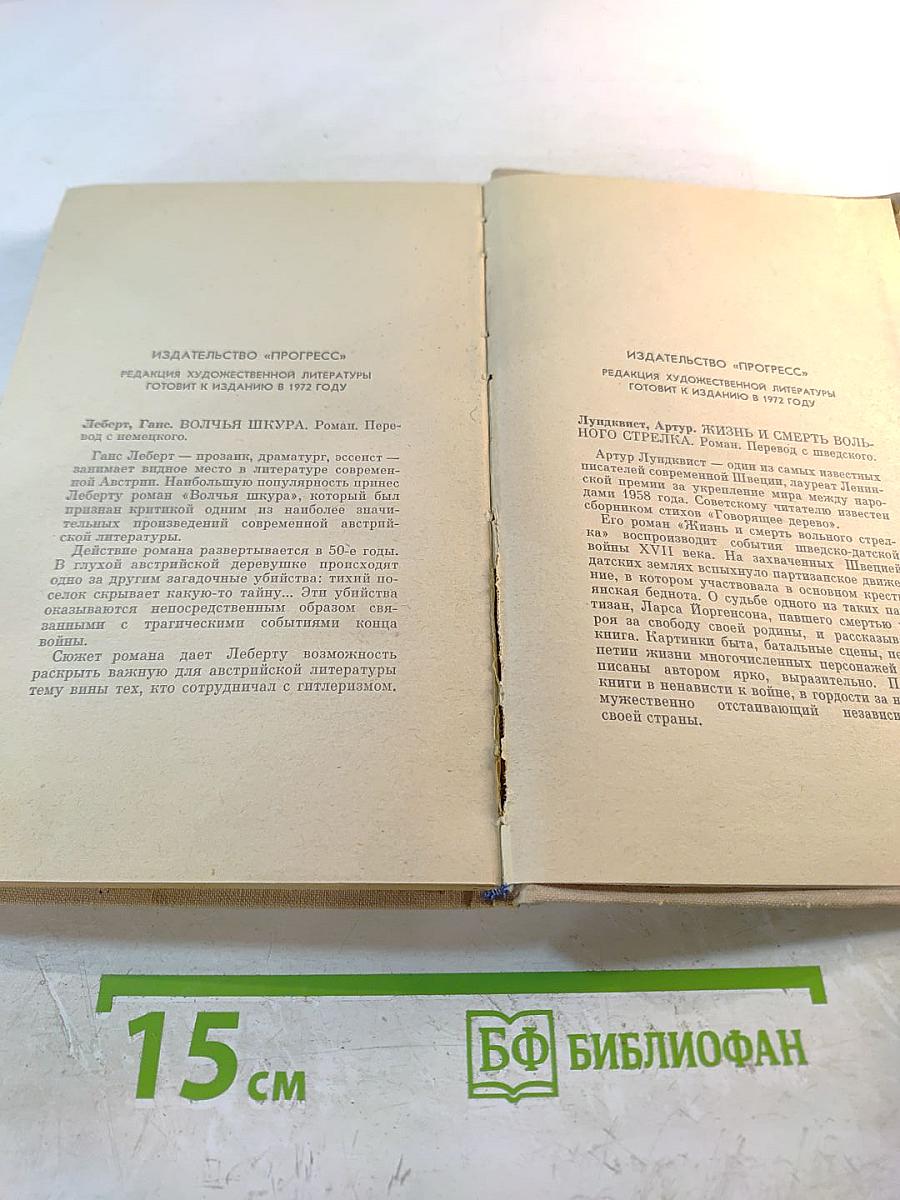 ИЗДАТЕЛЬСТВО «ПРОГРЕСС»
РЕДАКЦИЯ ХУДОЖЕСТВЕННОЙ ЛИТЕРАТУРЫ
ГОТОВИТ К ИЗДАНИЮ В 1972 ГОДУ
Леберт, Ганс. ВОЛЧЬЯ ШКУРА. Роман. Пере-
вод с немецкого.
Ганс Леберт — прозаик, драматург, эссеист —
занимает видное место в литературе современ-
ной Австрии. Наибольшую популярность принес
Леберту роман «Волчья шкура», который был
признан критикой одним из наиболее значи-
тельных произведений современной австрий-
ской литературы.
Действие романа развертывается в 50-е годы.
В глухой австрийской деревушке происходят
одно за другим загадочные убийства: тихий по-
селок скрывает какую-то тайну... Эти убийства
оказываются непосредственным образом свя-
занными с трагическими событиями конца
войны.
Сюжет романа дает Леберту возможность
раскрыть важную для австрийской литературы
тему вины тех, кто сотрудничал с гитлеризмом.
ИЗДАТЕЛЬСТВО «ПРОГРЕСС»
РЕДАКЦИЯ ХУДОЖЕСТВЕННОЙ ЛИТЕРАТУРЫ
ГОТОВИТ К ИЗДАНИЮ В 1972 ГОДУ
Лундквист, Артур. ЖИЗНЬ И СМЕРТЬ ВОЛЬ-
НОГО СТРЕЛКА. Роман. Перевод с шведского.
Артур Лундквист — один из самых известных
писателей современной Швеции, лауреат Ленин-
ской премии за укрепление мира между наро-
дами 1958 года. Советскому читателю известен
сборником стихов «Говорящее дерево».
Его роман «Жизнь и смерть вольного стрел-
ка» воспроизводит события шведско-датской
войны XVII века. На захваченных Швецией
датских землях вспыхнуло партизанское движе-
ние, в котором участвовала в основном крест
янская беднота. О судьбе одного из таких па
тизан, Ларса Йоргенсона, павшего смертью
роя за свободу своей родины, и рассказыв
книга. Картинки быта, батальные сцены, пе
петии жизни многочисленных персонажей
писаны автором ярко, выразительно. П
книги в ненависти к войне, в гордости за н
мужественно отстаивающий независи
своей страны.
15 см
БФ БИБЛИОФАН